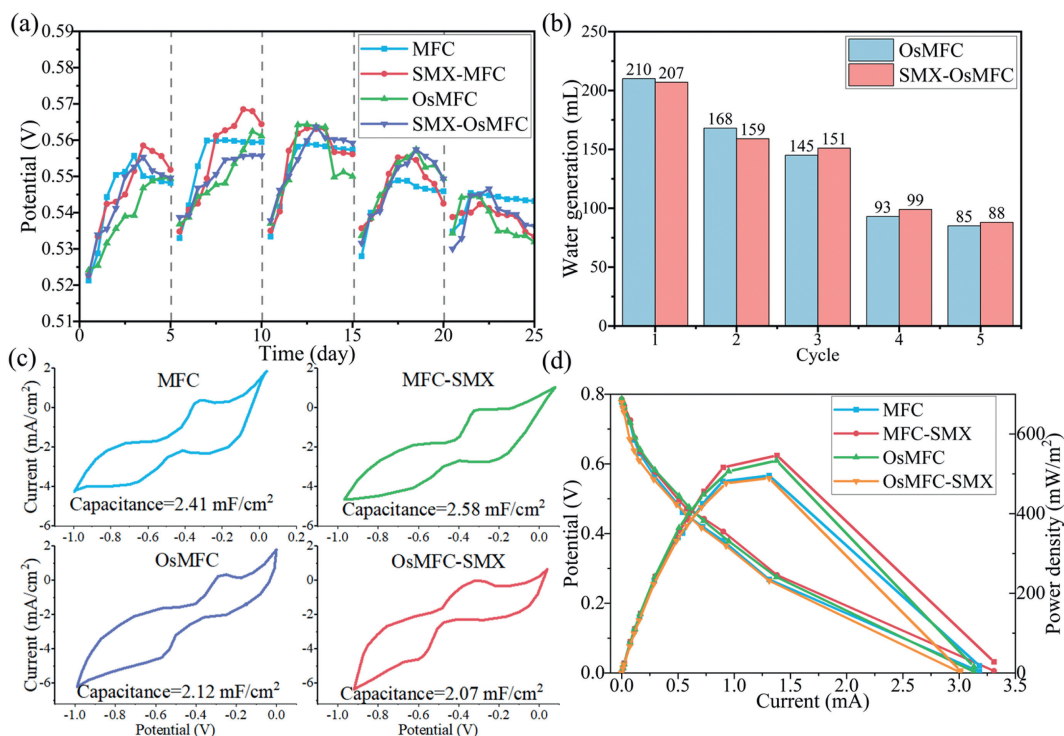 (a)
0.59
0.58
0.57
0.56
0.55
0.54
0.53
0.52
0.51
Potential (V)
0 5 10 15 20 25
Time (day)
MFC
SMX-MFC
OsMFC
SMX-OsMFC
(b)
250
200
150
100
50
0
Water generation (mL)
OsMFC
SMX-OsMFC
210 207
168 159
145 151
93 99
85 88
1 2 3 4 5
Cycle
(c)
MFC
2
0
-2
-4
-6
Current (mA/cm²)
Capacitance=2.41 mF/cm²
-1.0 -0.8 -0.6 -0.4 -0.2 0.0 0.2
MFC-SMX
Capacitance=2.58 mF/cm²
-1.0 -0.8 -0.6 -0.4 -0.2 0.0
OsMFC
2
0
-2
-4
-6
Current (mA/cm²)
Capacitance=2.12 mF/cm²
-1.0 -0.8 -0.6 -0.4 -0.2 0.0
Potential (V)
OsMFC-SMX
Capacitance=2.07 mF/cm²
-1.0 -0.8 -0.6 -0.4 -0.2 0.0
Potential (V)
(d)
0.8
0.6
0.4
0.2
0.0
Potential (V)
MFC
MFC-SMX
OsMFC
OsMFC-SMX
600
400
200
0
Power density (mW/m²)
0.0 0.5 1.0 1.5 2.0 2.5 3.0 3.5
Current (mA)